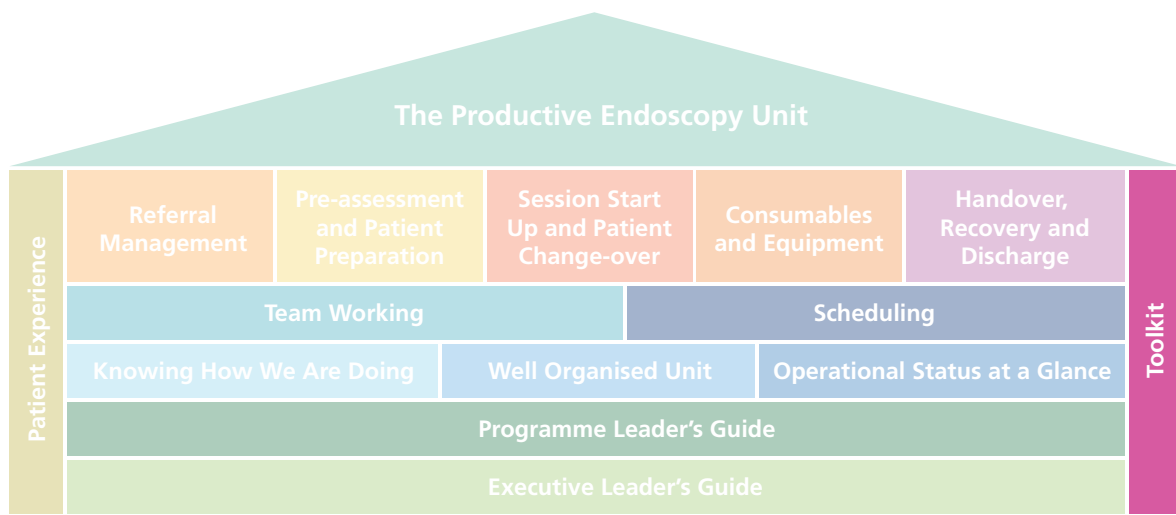 The Productive Endoscopy Unit
Patient Experience
Referral
Management
Pre-assessment
and Patient
Preparation
Session Start
Up and Patient
Change-over
Consumables
and Equipment
Handover,
Recovery and
Discharge
Toolkit
Team Working
Scheduling
Knowing How We Are Doing
Well Organised Unit
Operational Status at a Glance
Programme Leader’s Guide
Executive Leader’s Guide